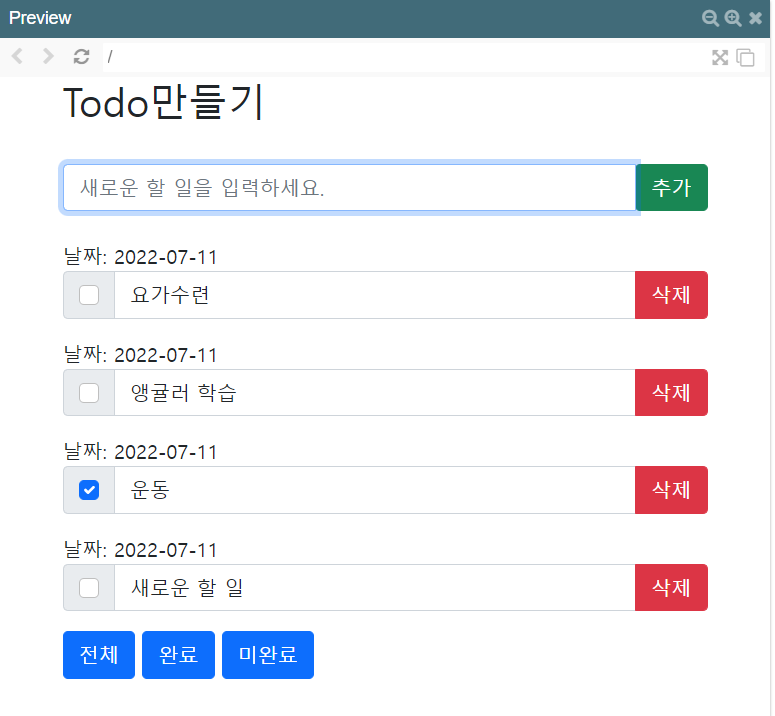 Preview
/
Todo만들기
새로운 할 일을 입력하세요. 추가
날짜: 2022-07-11
요가수련 삭제
날짜: 2022-07-11
앵귤러 학습 삭제
날짜: 2022-07-11
운동 삭제
날짜: 2022-07-11
새로운 할 일 삭제
전체 완료 미완료